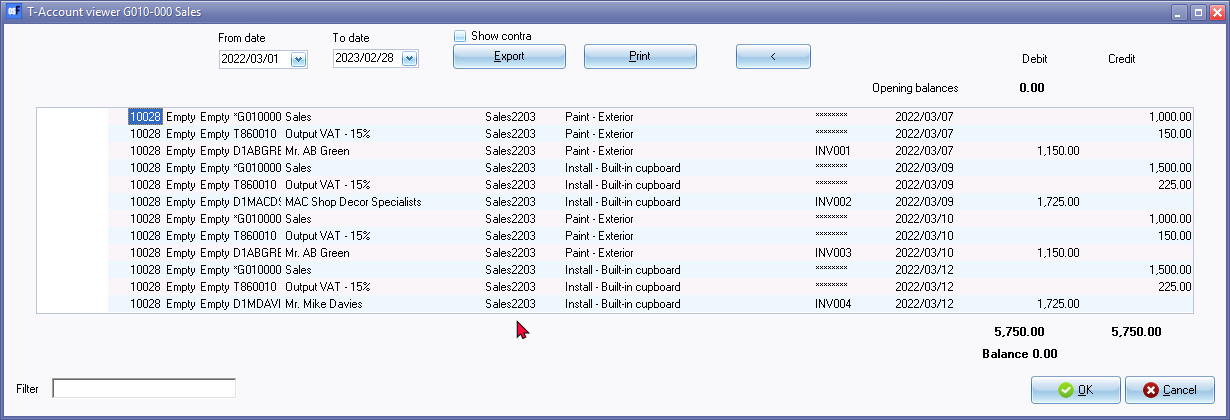 T-Account viewer G010-000 Sales
From date To date Show contra
2022/03/01 2023/02/28 Export Print < Debit Credit
Opening balances 0.00
10028 Empty Empty *G010000 Sales Sales2203 Paint - Exterior ******** 2022/03/07 1,000.00
10028 Empty Empty T860010 Output VAT - 15% Sales2203 Paint - Exterior ******** 2022/03/07 150.00
10028 Empty Empty D1ABGRE Mr. AB Green Sales2203 Paint - Exterior INV001 2022/03/07 1,150.00
10028 Empty Empty *G010000 Sales Sales2203 Install - Built-in cupboard ******** 2022/03/09 1,500.00
10028 Empty Empty T860010 Output VAT - 15% Sales2203 Install - Built-in cupboard ******** 2022/03/09 225.00
10028 Empty Empty D1MACDS MAC Shop Decor Specialists Sales2203 Install - Built-in cupboard INV002 2022/03/09 1,725.00
10028 Empty Empty *G010000 Sales Sales2203 Paint - Exterior ******** 2022/03/10 1,000.00
10028 Empty Empty T860010 Output VAT - 15% Sales2203 Paint - Exterior ******** 2022/03/10 150.00
10028 Empty Empty D1ABGRE Mr. AB Green Sales2203 Paint - Exterior INV003 2022/03/10 1,150.00
10028 Empty Empty *G010000 Sales Sales2203 Install - Built-in cupboard ******** 2022/03/12 1,500.00
10028 Empty Empty T860010 Output VAT - 15% Sales2203 Install - Built-in cupboard ******** 2022/03/12 225.00
10028 Empty Empty D1MDAVI Mr. Mike Davies Sales2203 Install - Built-in cupboard INV004 2022/03/12 1,725.00
5,750.00 5,750.00
Balance 0.00
Filter OK Cancel